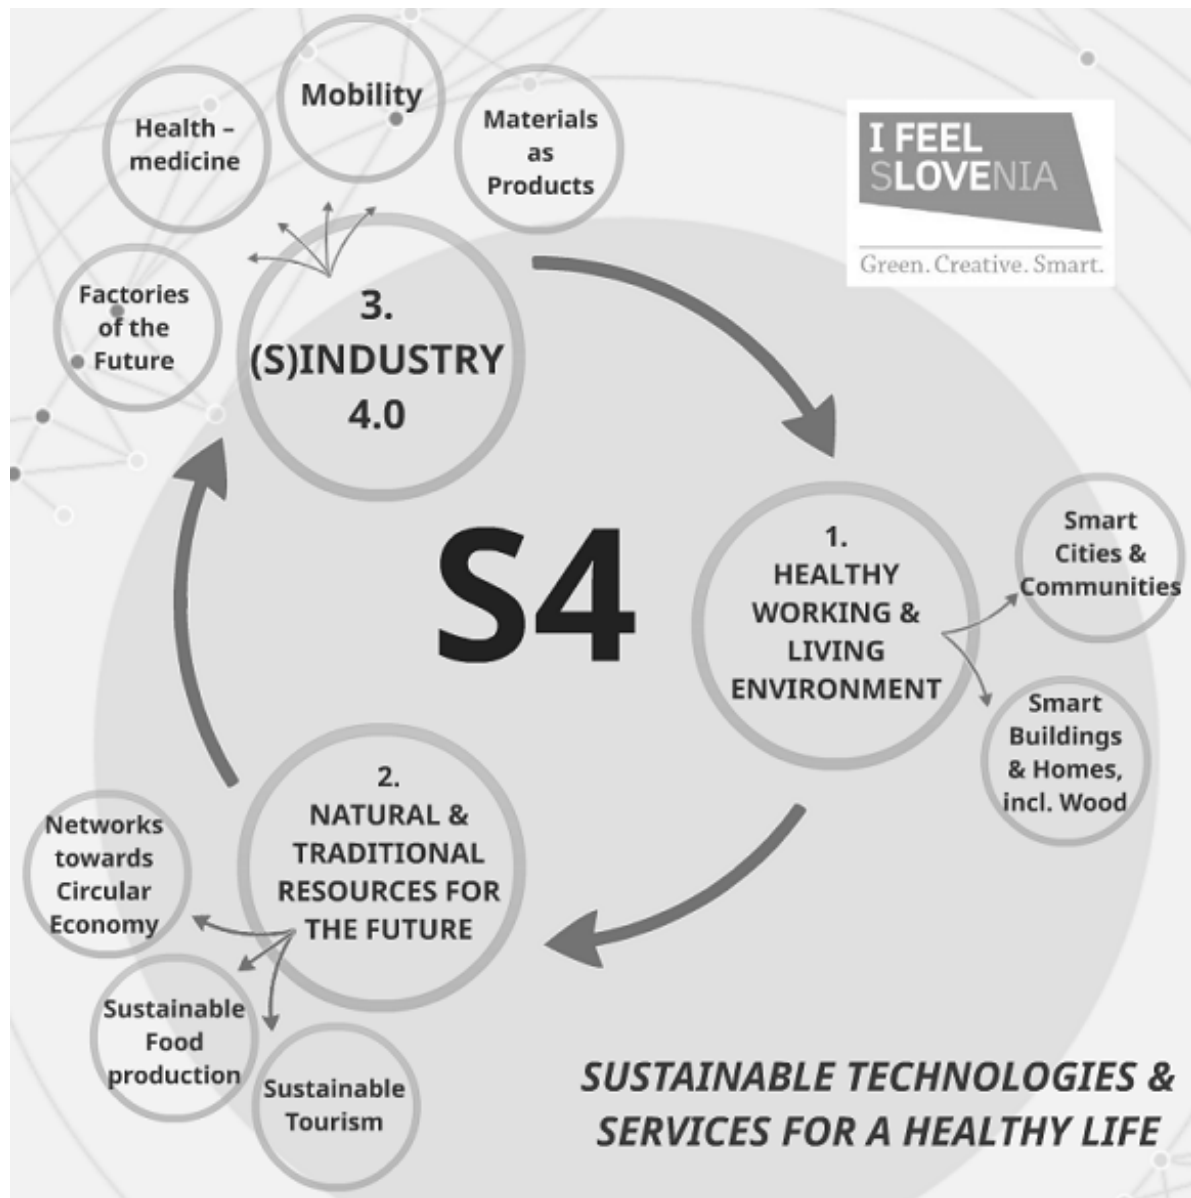 Mobility
Health –
medicine
Materials
as
Products
I FEEL
SLOVENIA
Green. Creative. Smart.
Factories
of the
Future
3.
(S)INDUSTRY
4.0
S4
1.
HEALTHY
WORKING &
LIVING
ENVIRONMENT
Smart
Cities &
Communities
Smart
Buildings
& Homes,
incl. Wood
2.
NATURAL &
TRADITIONAL
RESOURCES FOR
THE FUTURE
Networks
towards
Circular
Economy
Sustainable
Food
production
Sustainable
Tourism
SUSTAINABLE TECHNOLOGIES &
SERVICES FOR A HEALTHY LIFE